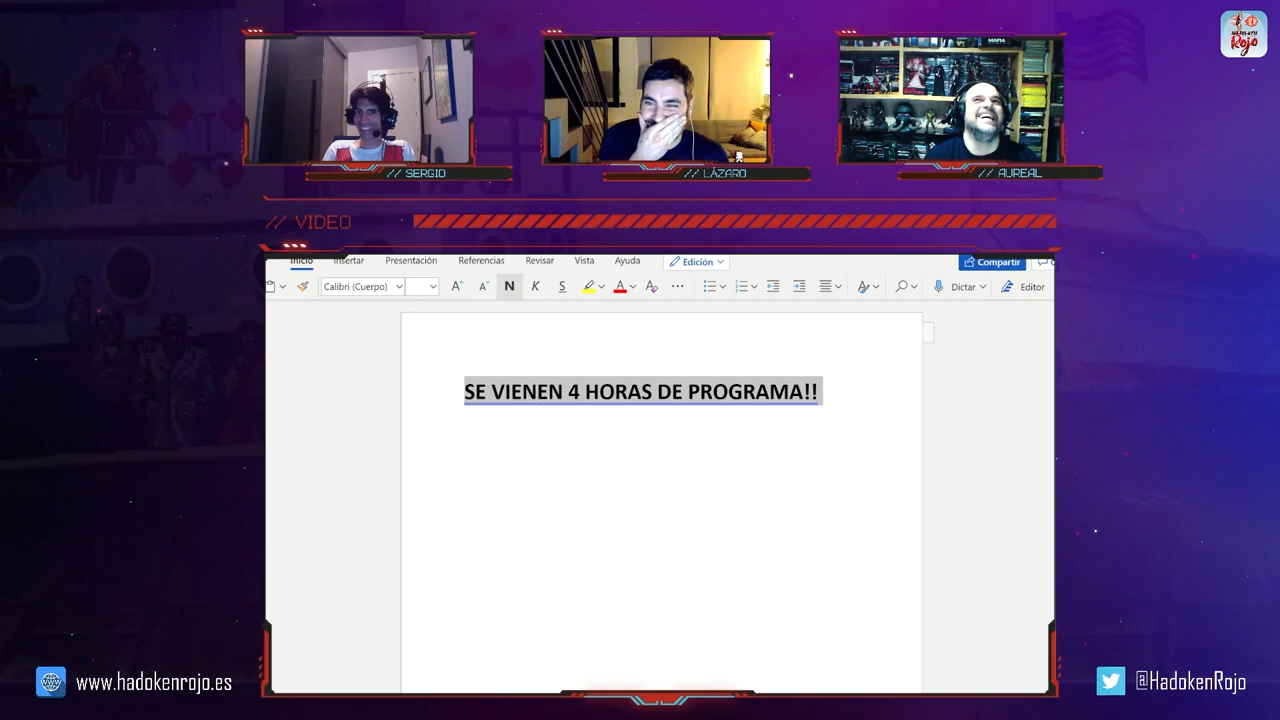 // SERGIO
// LÁZARO
// AUREAL
// VIDEO
Inicio Insertar Presentación Referencias Revisar Vista Ayuda Edición Compartir
Calibri (Cuerpo) A A N K S A A Dictar Editor
SE VIENEN 4 HORAS DE PROGRAMA!!
www.hadokenrojo.es
@HadokenRojo